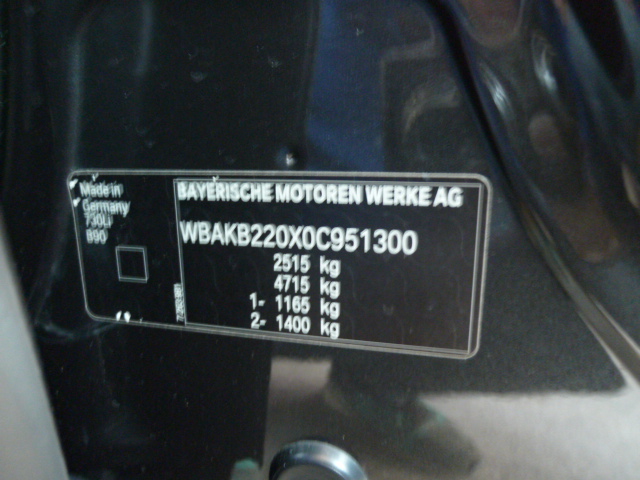 Made in
Germany
730Li
890
BAYERISCHE MOTOREN WERKE AG
WBAKB220X0C951300
2515 kg
4715 kg
1- 1165 kg
2- 1400 kg